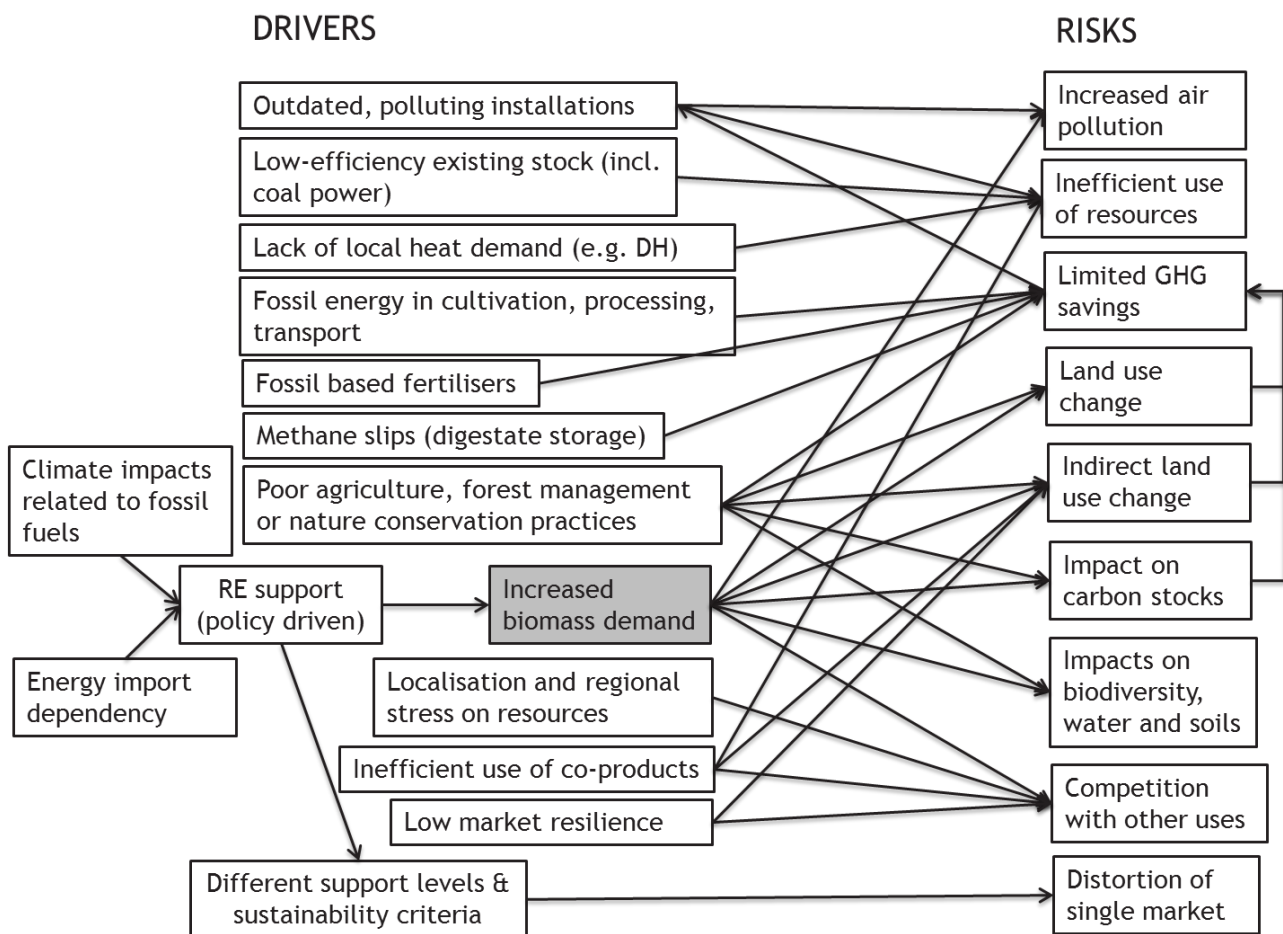 DRIVERS
RISKS
Outdated, polluting installations
Low-efficiency existing stock (incl.
coal power)
Lack of local heat demand (e.g. DH)
Fossil energy in cultivation, processing,
transport
Fossil based fertilisers
Methane slips (digestate storage)
Climate impacts
related to fossil
fuels
Poor agriculture, forest management
or nature conservation practices
RE support
(policy driven)
Increased
biomass demand
Energy import
dependency
Localisation and regional
stress on resources
Inefficient use of co-products
Low market resilience
Different support levels &
sustainability criteria
Increased air
pollution
Inefficient use
of resources
Limited GHG
savings
Land use
change
Indirect land
use change
Impact on
carbon stocks
Impacts on
biodiversity,
water and soils
Competition
with other uses
Distortion of
single market